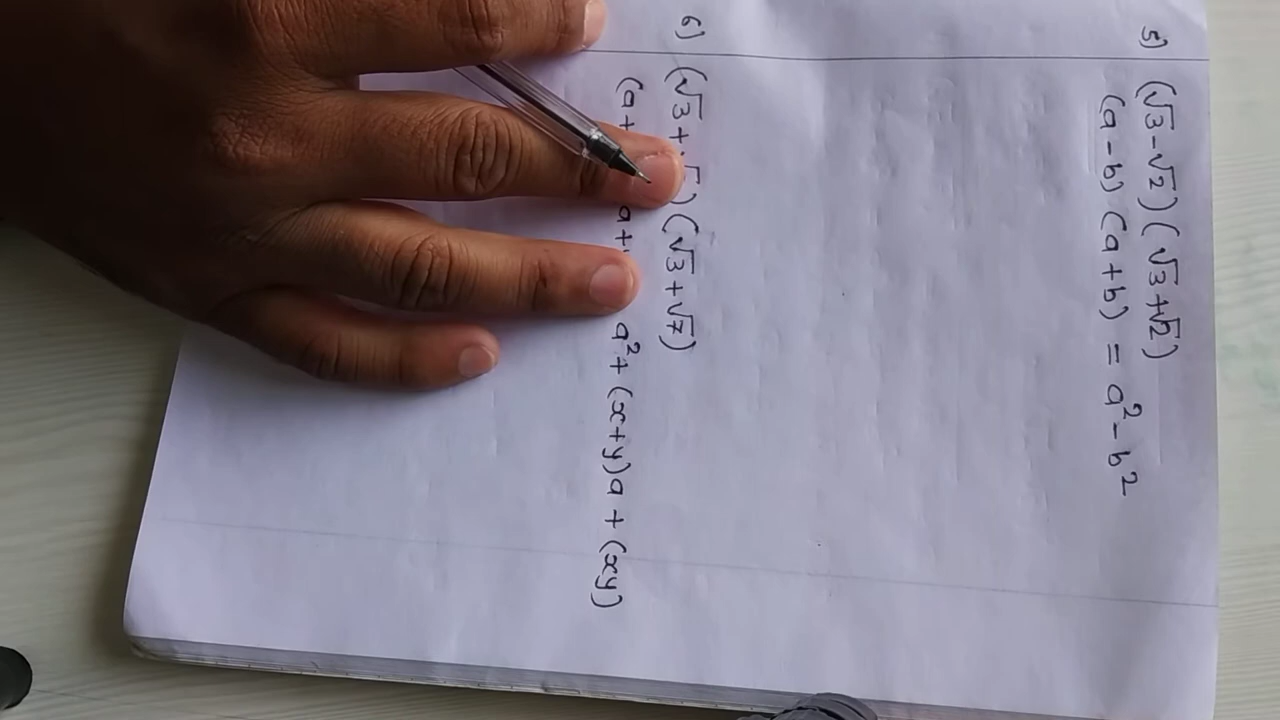 5) (√3-√2)(√3+√2)
(a-b)(a+b) = a²-b²
6) (√3+ )(√3+√7)
(a+ a+ a²+(x+y)a+(xy)